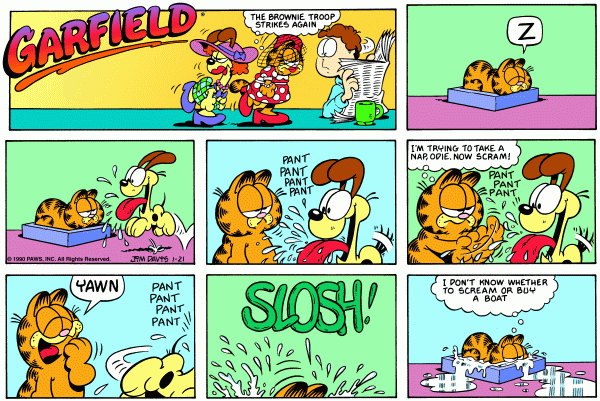 GARFIELD
THE BROWNIE TROOP
STRIKES AGAIN
Z
© 1990 PAWS, INC. All Rights Reserved.
JIM DAVIS 1-21
PANT
PANT
PANT
PANT
I'M TRYING TO TAKE A
NAP, ODIE. NOW SCRAM!
PANT
PANT
PANT
YAWN
PANT
PANT
PANT
PANT
SLOSH!
I DON'T KNOW WHETHER
TO SCREAM OR BUY
A BOAT